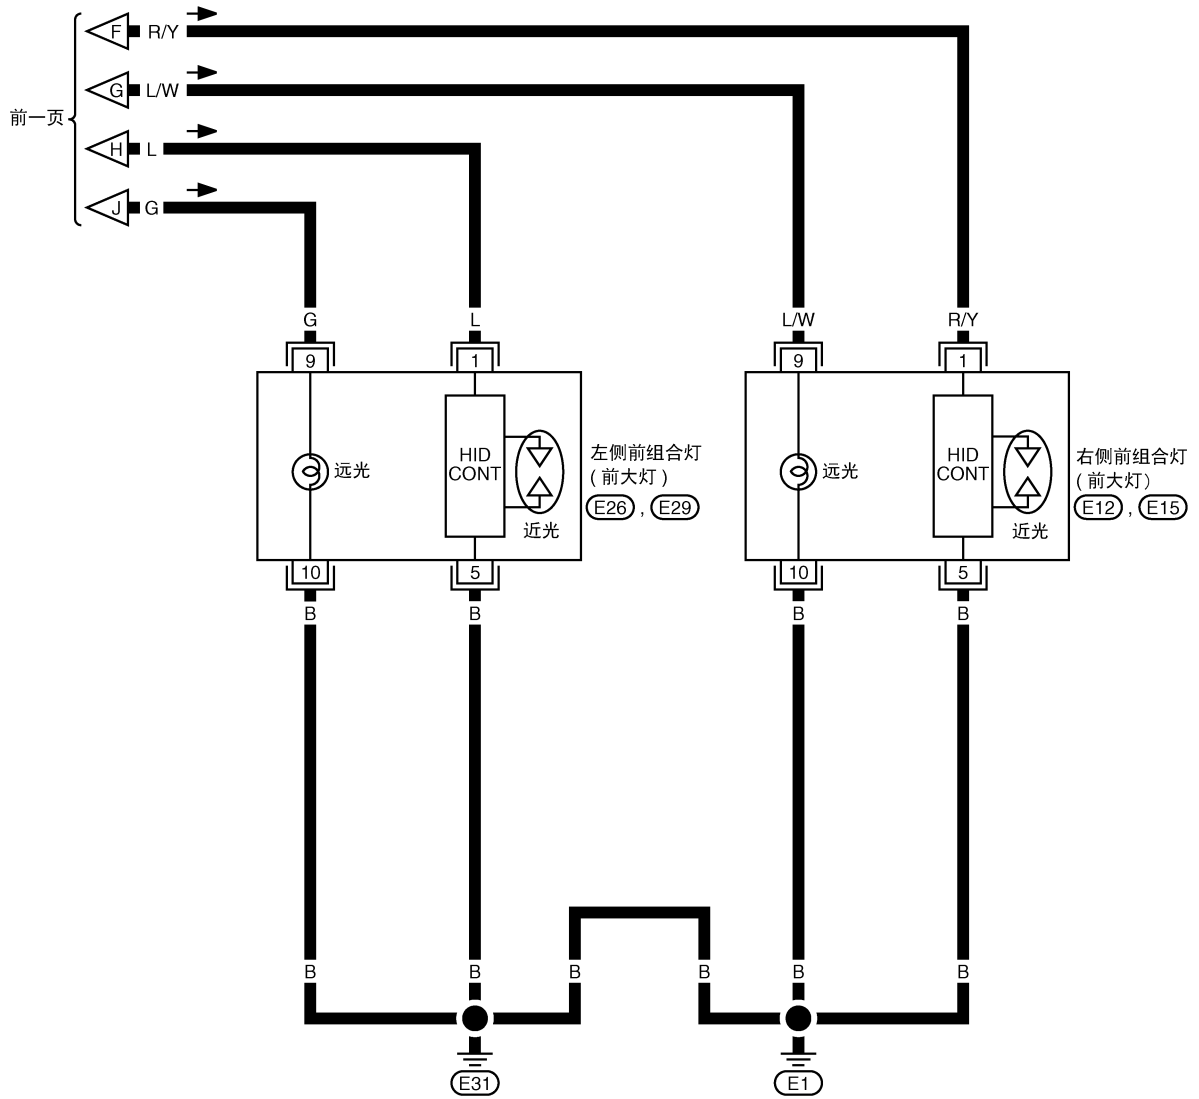 F R/Y
G L/W
前一页
H L
J G
G L L/W R/Y
9 1 9 1
远光
HID
CONT
近光
左侧前组合灯
(前大灯)
E26 , E29
远光
HID
CONT
近光
右侧前组合灯
(前大灯)
E12 , E15
10 5 10 5
B B B B
B B B B B B
E31 E1